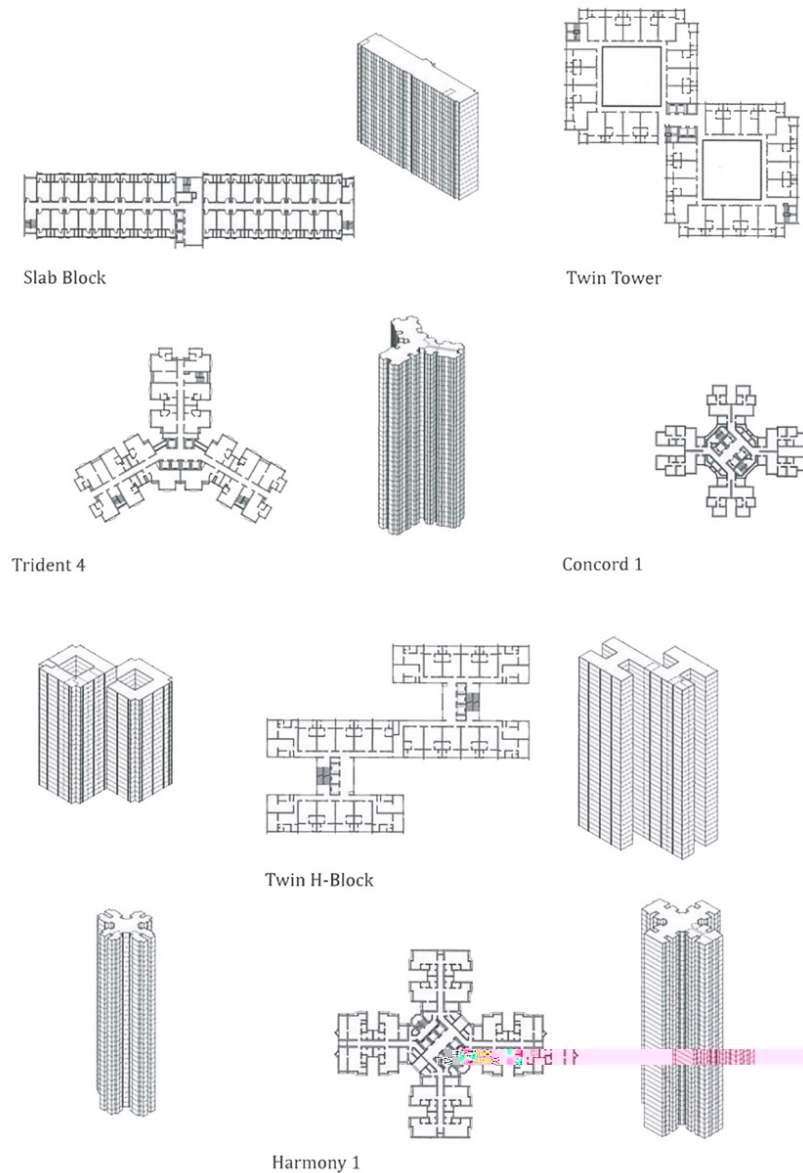 Slab Block
Twin Tower
Trident 4
Concord 1
Twin H-Block
Harmony 1